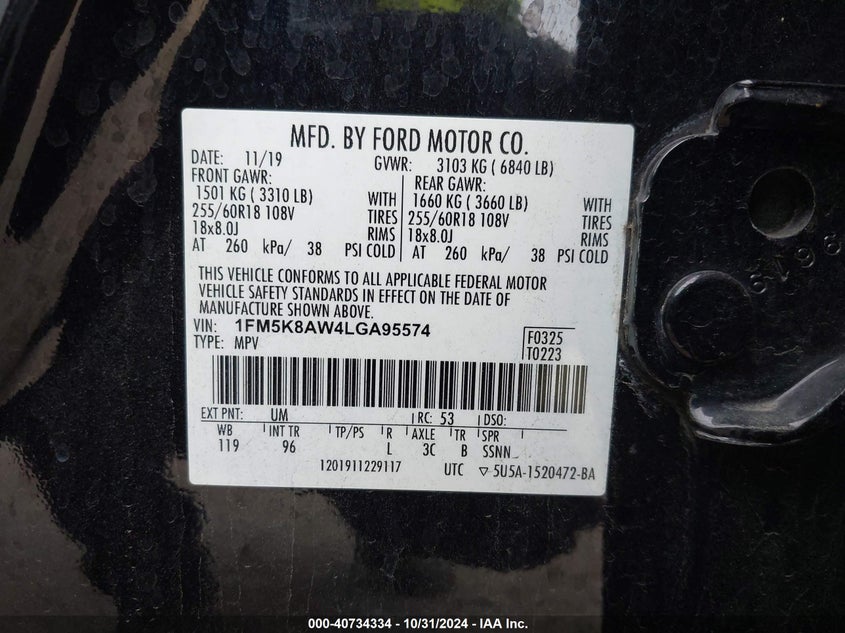 MFD. BY FORD MOTOR CO.
DATE: 11/19 GVWR: 3103 KG ( 6840 LB)
FRONT GAWR: REAR GAWR:
1501 KG ( 3310 LB) WITH 1660 KG ( 3660 LB) WITH
255/60R18 108V TIRES 255/60R18 108V TIRES
18x8.0J RIMS 18x8.0J RIMS
AT 260 kPa/ 38 PSI COLD AT 260 kPa/ 38 PSI COLD
THIS VEHICLE CONFORMS TO ALL APPLICABLE FEDERAL MOTOR
VEHICLE SAFETY STANDARDS IN EFFECT ON THE DATE OF
MANUFACTURE SHOWN ABOVE.
VIN: 1FM5K8AW4LGA95574
TYPE: MPV
F0325
T0223
EXT PNT: UM RC: 53 DSO:
WB INT TR TP/PS R AXLE TR SPR
119 96 L 3C B SSNN
1201911229117 UTC ▽ 5U5A-1520472-BA
000-40734334 - 10/31/2024 - IAA Inc.